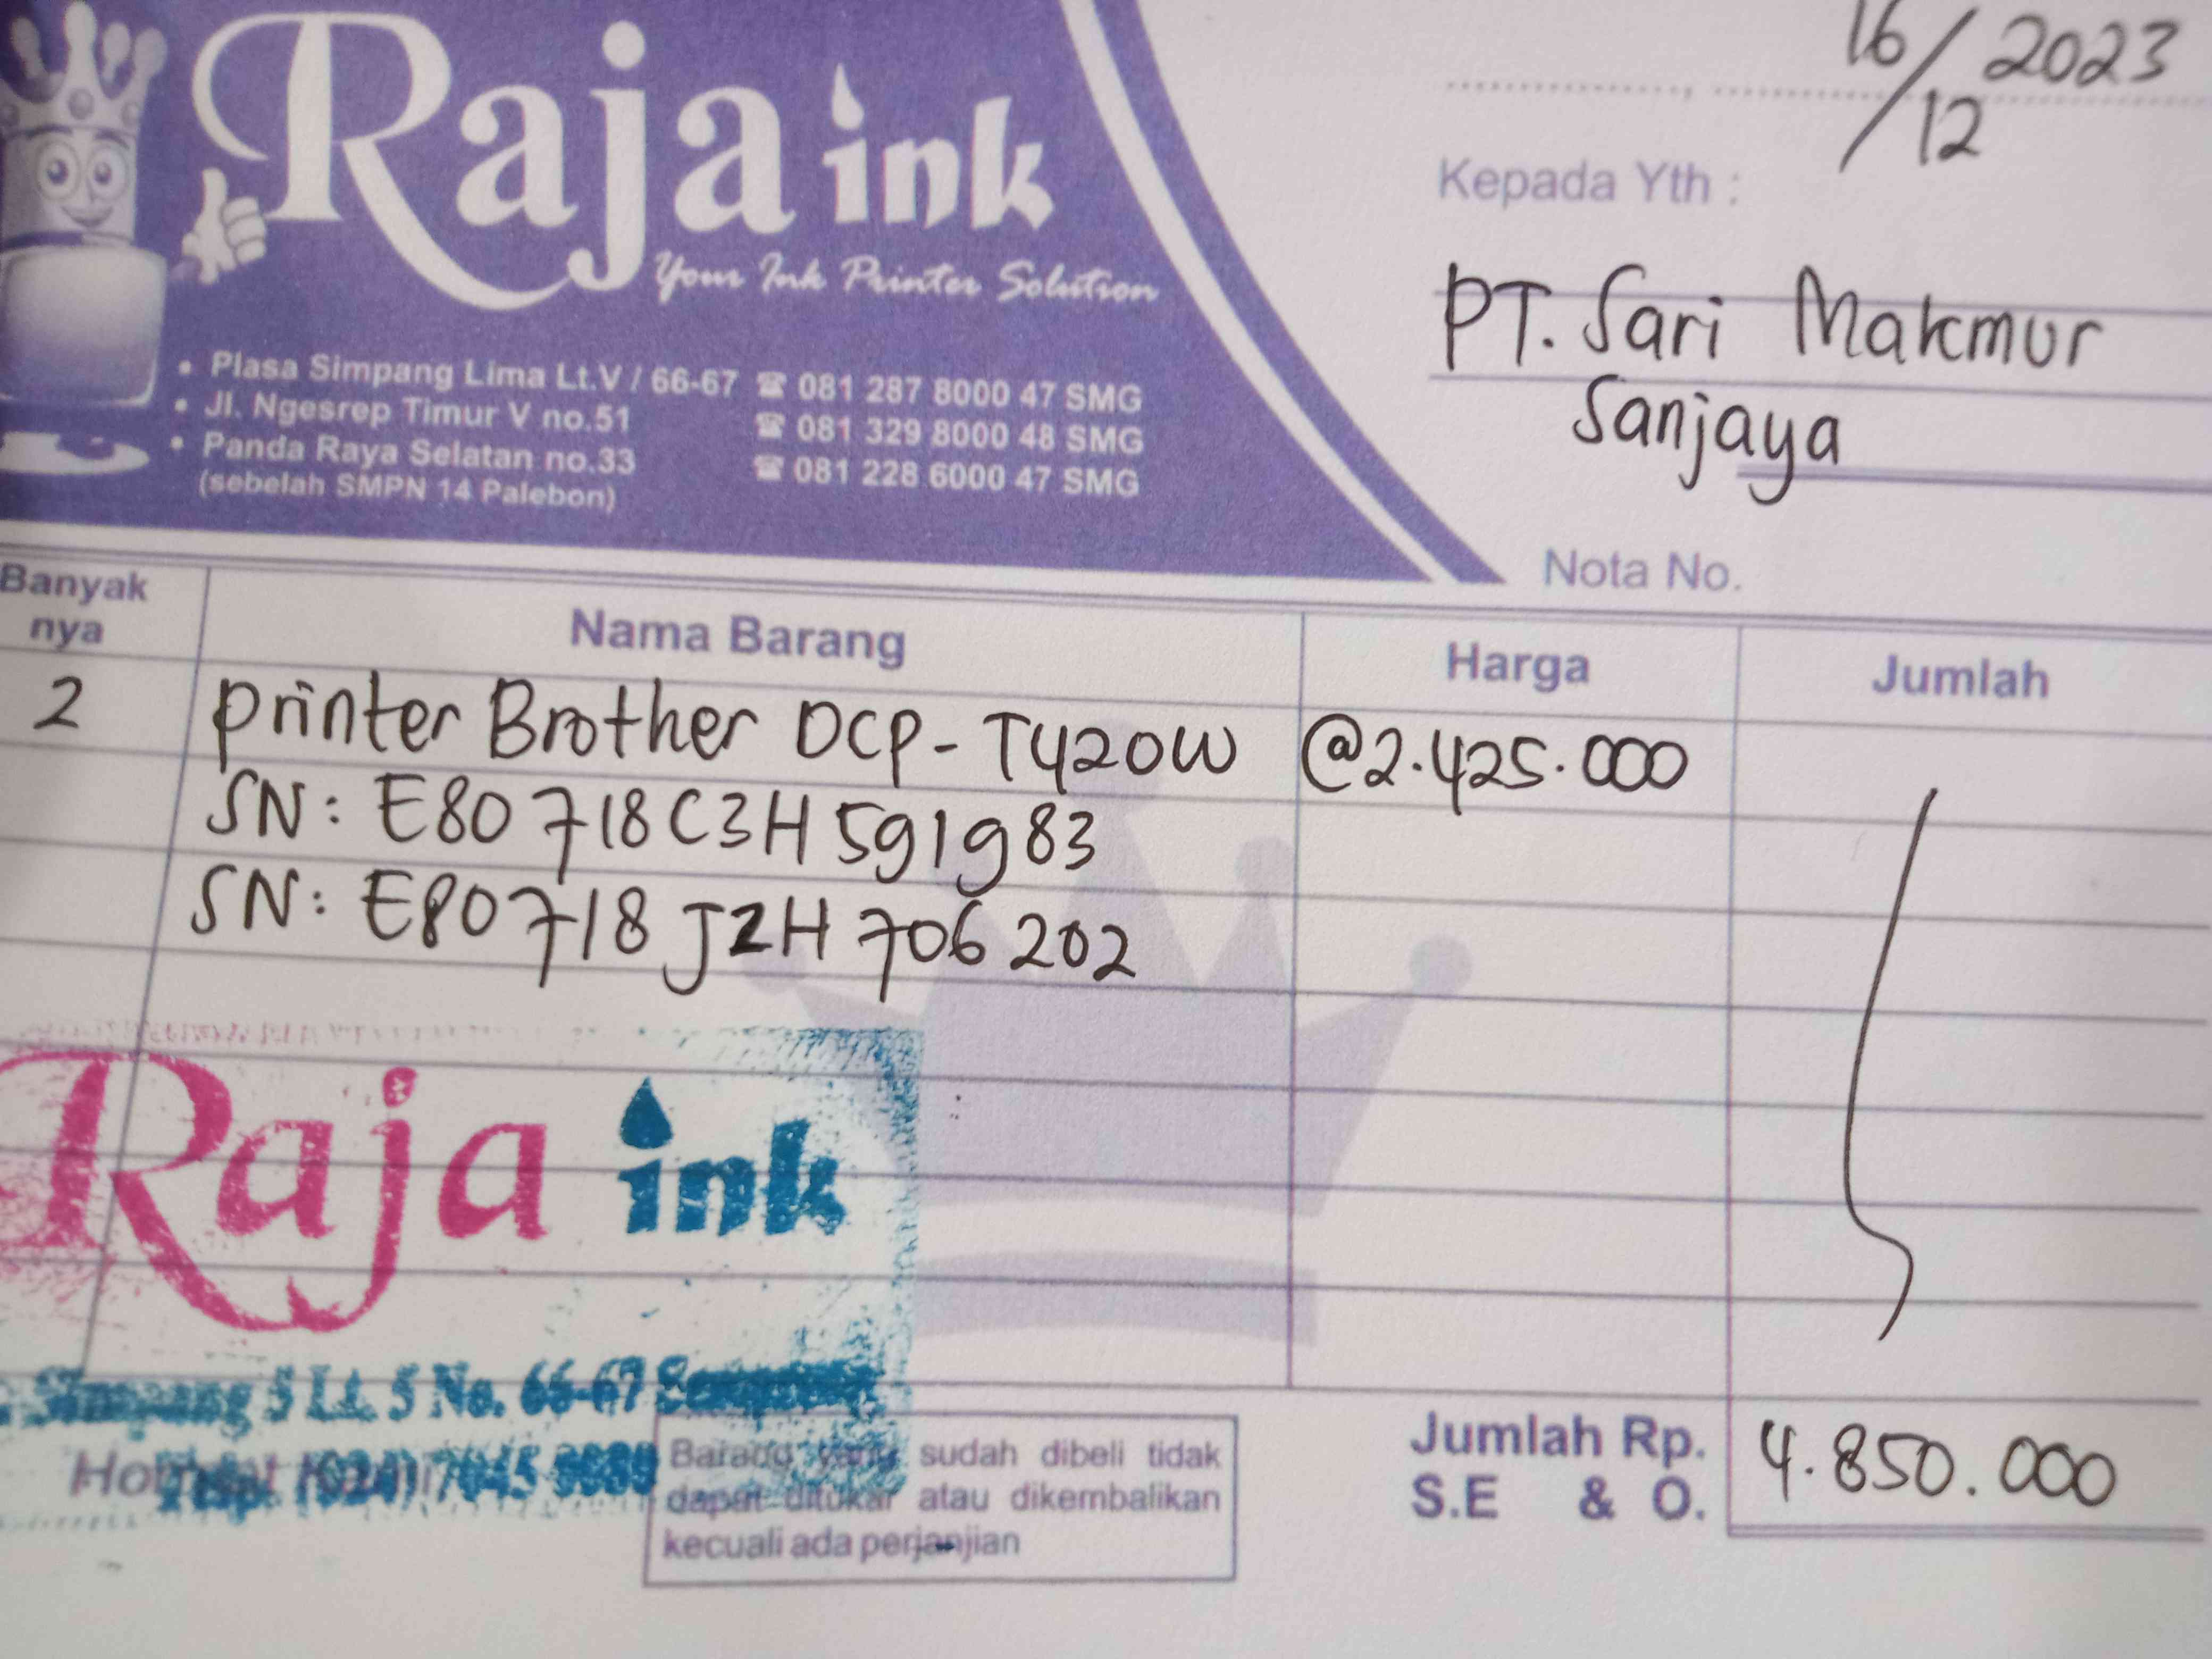 Raja ink
Your Ink Printer Solution
• Plasa Simpang Lima Lt.V / 66-67 ☎ 081 287 8000 47 SMG
• Jl. Ngesrep Timur V no.51 ☎ 081 329 8000 48 SMG
• Panda Raya Selatan no.33 ☎ 081 228 6000 47 SMG
(sebelah SMPN 14 Palebon)
16/12 2023
Kepada Yth :
PT. Sari Makmur
Sanjaya
Nota No.
Banyak nya Nama Barang Harga Jumlah
2 printer Brother DCP-T420W @2.425.000
SN: E80718C3H591983
SN: E80718J2H706202
Raja ink
Simpang 5 Lt. 5 No. 66-67
Hormat Kami
Telp. (024) 7045
Barang yang sudah dibeli tidak
dapat ditukar atau dikembalikan
kecuali ada perjanjian
Jumlah Rp. 4.850.000
S.E & O.